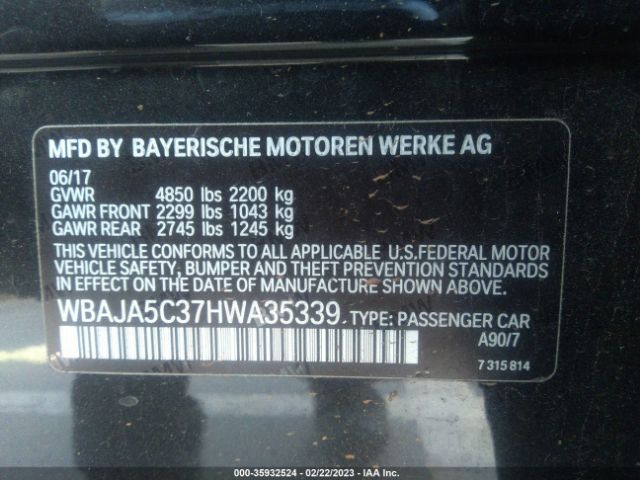 MFD BY BAYERISCHE MOTOREN WERKE AG
06/17
GVWR 4850 lbs 2200 kg
GAWR FRONT 2299 lbs 1043 kg
GAWR REAR 2745 lbs 1245 kg
THIS VEHICLE CONFORMS TO ALL APPLICABLE U.S.FEDERAL MOTOR
VEHICLE SAFETY, BUMPER AND THEFT PREVENTION STANDARDS
IN EFFECT ON THE DATE OF MANUFACTURE SHOWN ABOVE.
WBAJA5C37HWA35339 TYPE: PASSENGER CAR
A90/7
7 315 814
000-35932524 - 02/22/2023 - IAA Inc.